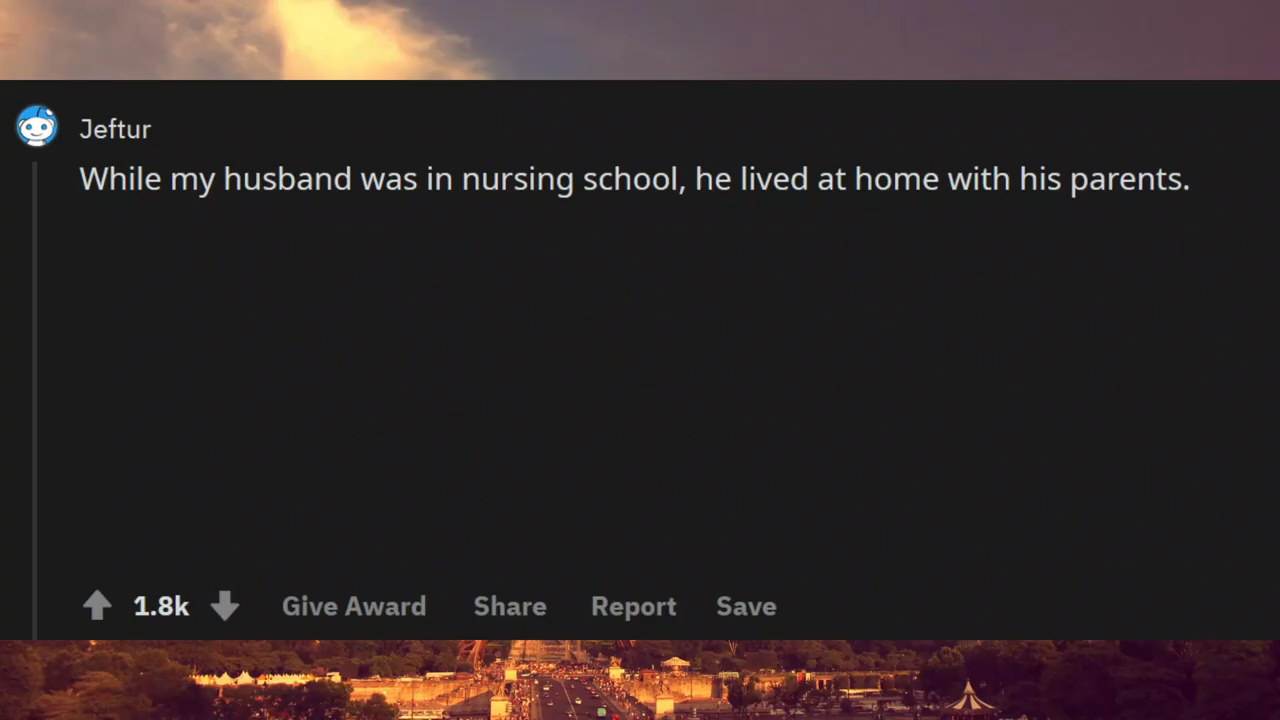 Jeftur
While my husband was in nursing school, he lived at home with his parents.
1.8k Give Award Share Report Save